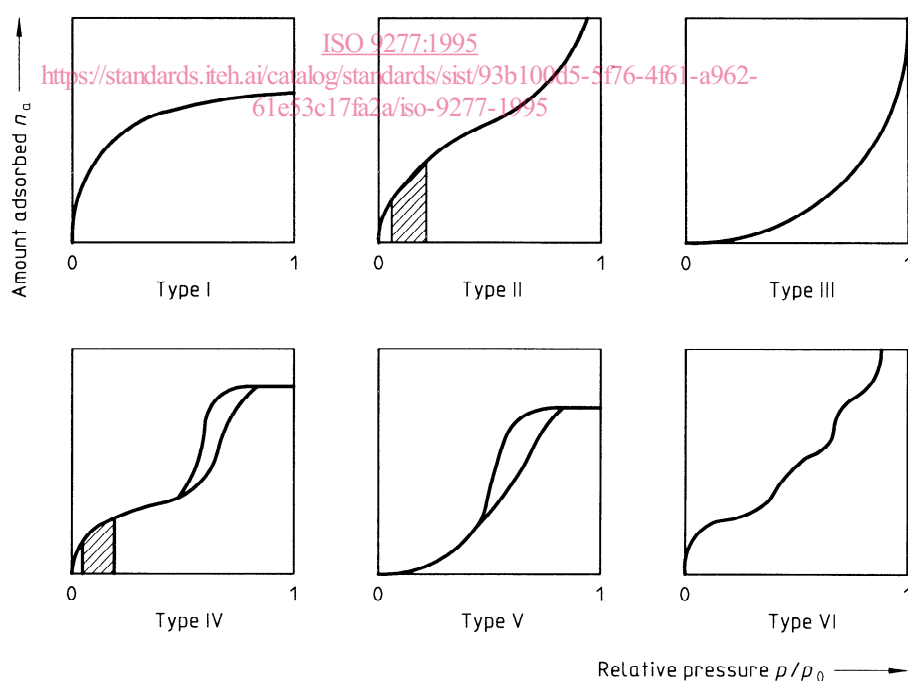 Amount adsorbed nₐ
ISO 9277:1995
https://standards.iteh.ai/catalog/standards/sist/93b100d5-5f76-4f61-a962-
61e53c17fa2a/iso-9277-1995
0 1 0 1 0 1
Type I Type II Type III
0 1 0 1 0 1
Type IV Type V Type VI
Relative pressure p/p₀